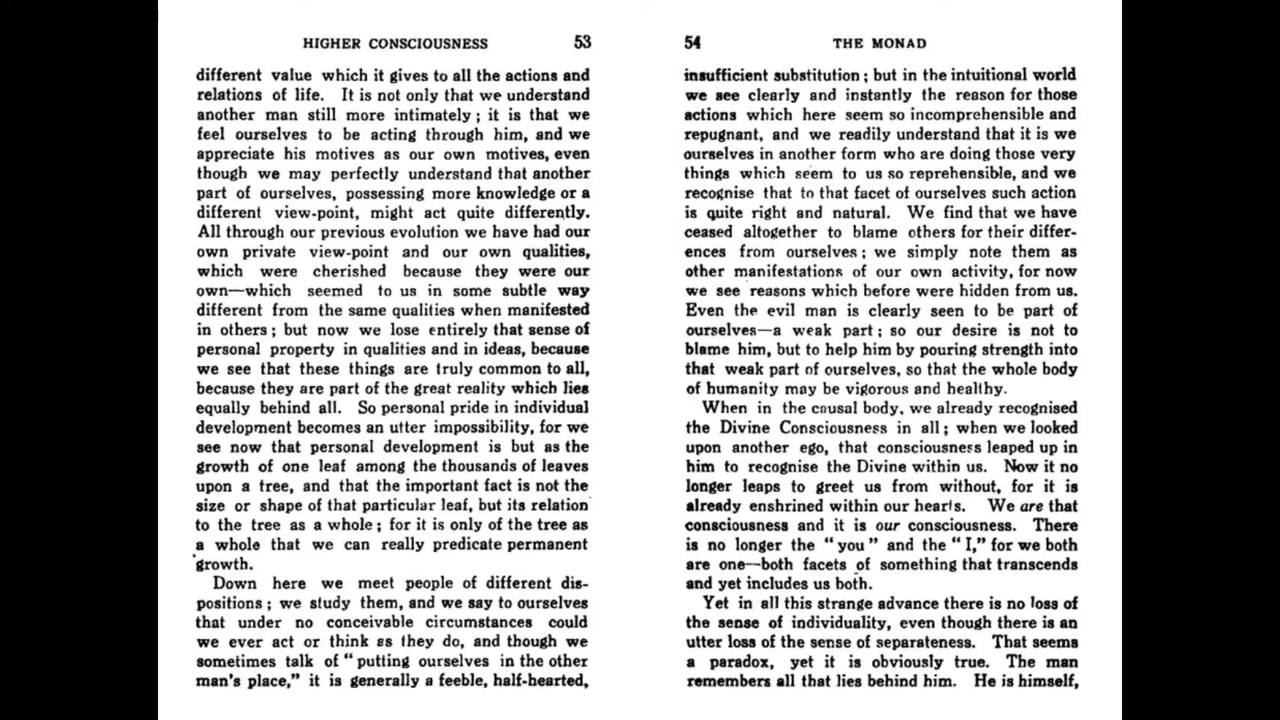 HIGHER CONSCIOUSNESS 53
different value which it gives to all the actions and
relations of life. It is not only that we understand
another man still more intimately; it is that we
feel ourselves to be acting through him, and we
appreciate his motives as our own motives, even
though we may perfectly understand that another
part of ourselves, possessing more knowledge or a
different view-point, might act quite differently.
All through our previous evolution we have had our
own private view-point and our own qualities,
which were cherished because they were our
own—which seemed to us in some subtle way
different from the same qualities when manifested
in others; but now we lose entirely that sense of
personal property in qualities and in ideas, because
we see that these things are truly common to all,
because they are part of the great reality which lies
equally behind all. So personal pride in individual
development becomes an utter impossibility, for we
see now that personal development is but as the
growth of one leaf among the thousands of leaves
upon a tree, and that the important fact is not the
size or shape of that particular leaf, but its relation
to the tree as a whole; for it is only of the tree as
a whole that we can really predicate permanent
growth.
Down here we meet people of different dis-
positions; we study them, and we say to ourselves
that under no conceivable circumstances could
we ever act or think as they do, and though we
sometimes talk of "putting ourselves in the other
man's place," it is generally a feeble, half-hearted,
54 THE MONAD
insufficient substitution; but in the intuitional world
we see clearly and instantly the reason for those
actions which here seem so incomprehensible and
repugnant, and we readily understand that it is we
ourselves in another form who are doing those very
things which seem to us so reprehensible, and we
recognise that to that facet of ourselves such action
is quite right and natural. We find that we have
ceased altogether to blame others for their differ-
ences from ourselves; we simply note them as
other manifestations of our own activity, for now
we see reasons which before were hidden from us.
Even the evil man is clearly seen to be part of
ourselves—a weak part; so our desire is not to
blame him, but to help him by pouring strength into
that weak part of ourselves, so that the whole body
of humanity may be vigorous and healthy.
When in the causal body, we already recognised
the Divine Consciousness in all; when we looked
upon another ego, that consciousness leaped up in
him to recognise the Divine within us. Now it no
longer leaps to greet us from without, for it is
already enshrined within our hearts. We are that
consciousness and it is our consciousness. There
is no longer the "you" and the "I," for we both
are one—both facets of something that transcends
and yet includes us both.
Yet in all this strange advance there is no loss of
the sense of individuality, even though there is an
utter loss of the sense of separateness. That seems
a paradox, yet it is obviously true. The man
remembers all that lies behind him. He is himself,